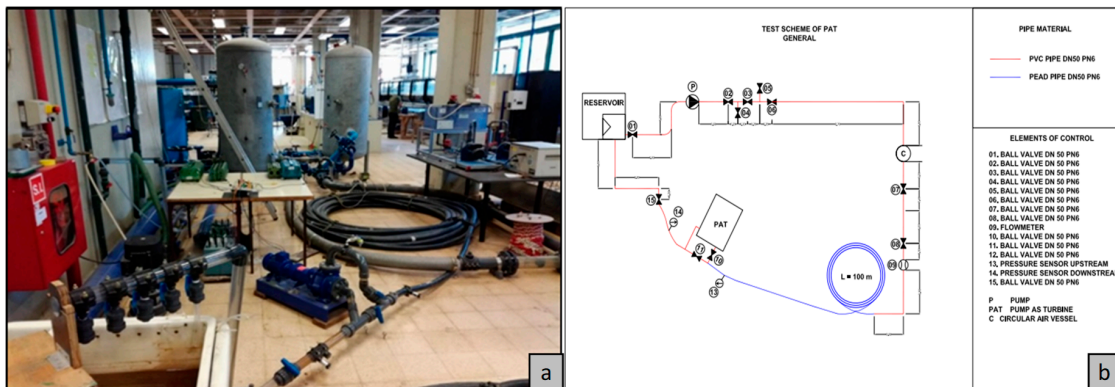 S.I.
a
TEST SCHEME OF PAT
GENERAL
RESERVOIR
01
P
02
03
04
05
06
C
07
08
09
L = 100 m
PAT
10
11
13
14
15
PIPE MATERIAL
PVC PIPE DN50 PN6
PEAD PIPE DN50 PN6
ELEMENTS OF CONTROL
01, BALL VALVE DN 50 PN6
02, BALL VALVE DN 50 PN6
03, BALL VALVE DN 50 PN6
04, BALL VALVE DN 50 PN6
05, BALL VALVE DN 50 PN6
06, BALL VALVE DN 50 PN6
07, BALL VALVE DN 50 PN6
08, BALL VALVE DN 50 PN6
09, FLOWMETER
10, BALL VALVE DN 50 PN6
11, BALL VALVE DN 50 PN6
12, BALL VALVE DN 50 PN6
13, PRESSURE SENSOR UPSTREAM
14, PRESSURE SENSOR DOWNSTREAM
15, BALL VALVE DN 50 PN6
P PUMP
PAT PUMP AS TURBINE
C CIRCULAR AIR VESSEL
b